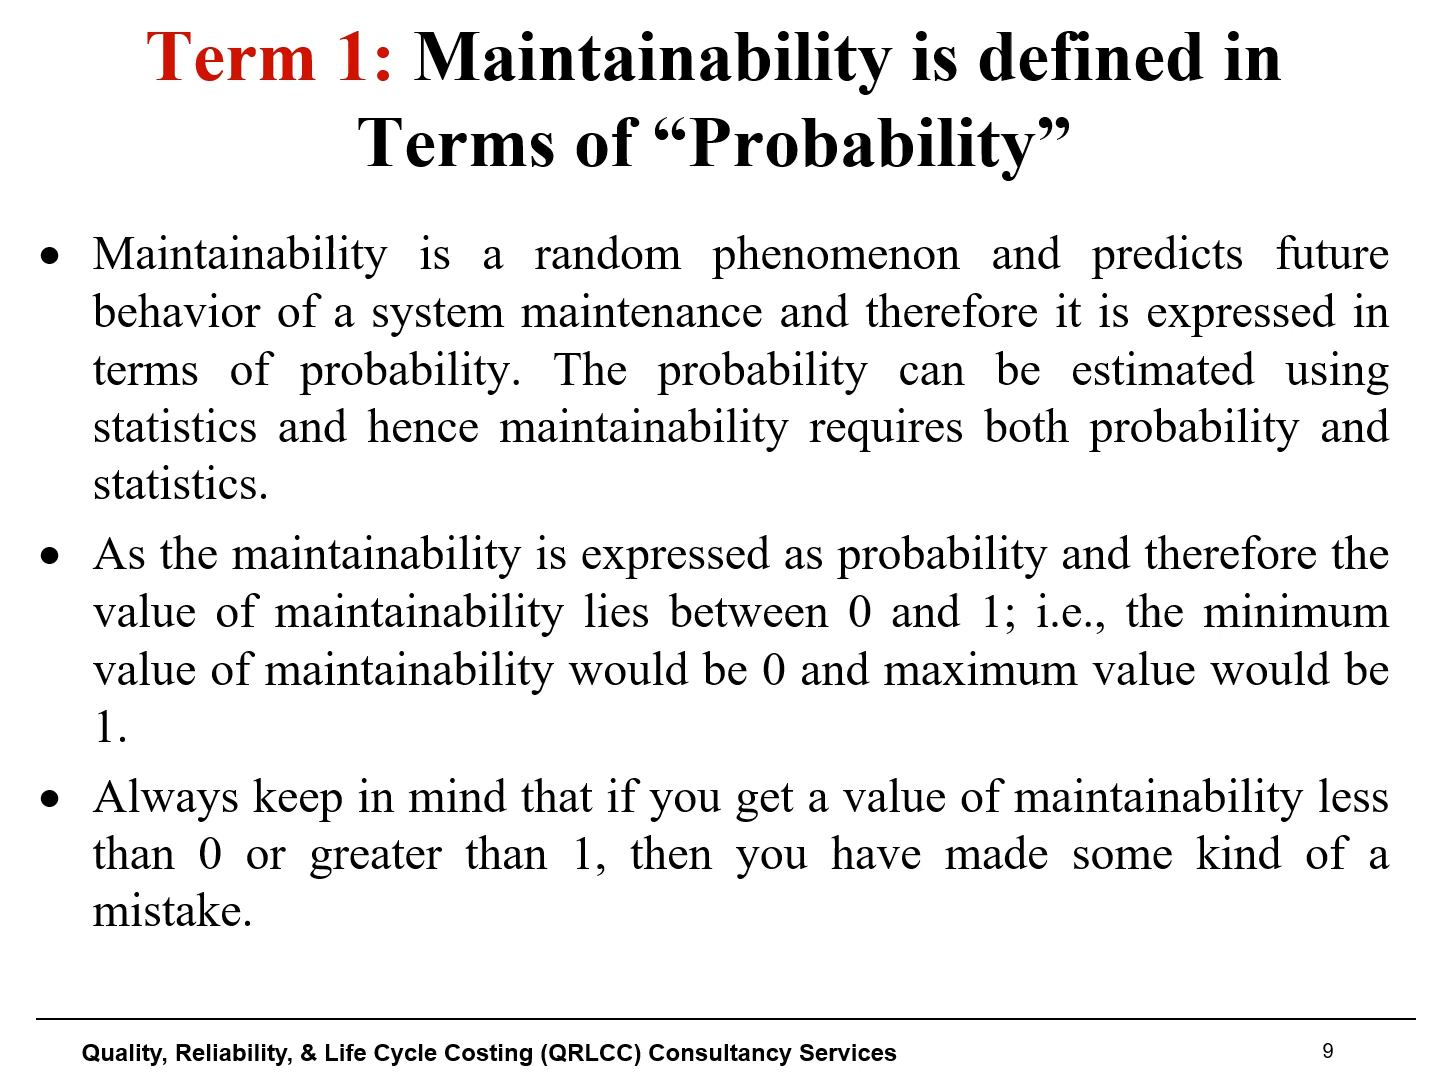 Term 1: Maintainability is defined in
Terms of “Probability”
• Maintainability is a random phenomenon and predicts future
behavior of a system maintenance and therefore it is expressed in
terms of probability. The probability can be estimated using
statistics and hence maintainability requires both probability and
statistics.
• As the maintainability is expressed as probability and therefore the
value of maintainability lies between 0 and 1; i.e., the minimum
value of maintainability would be 0 and maximum value would be
1.
• Always keep in mind that if you get a value of maintainability less
than 0 or greater than 1, then you have made some kind of a
mistake.
Quality, Reliability, & Life Cycle Costing (QRLCC) Consultancy Services
9